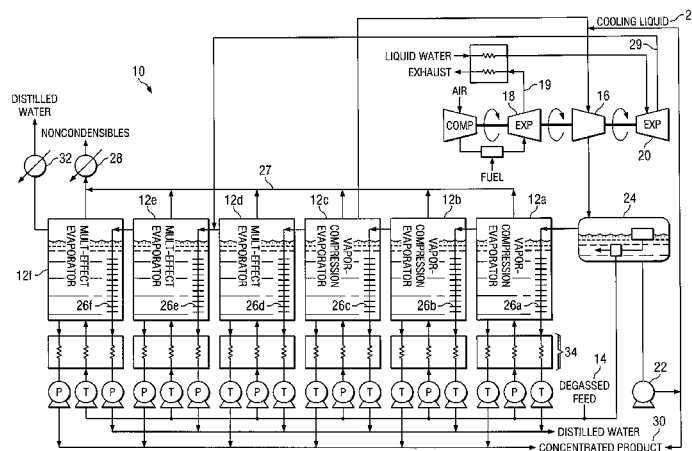 COOLING LIQUID
2
29
LIQUID WATER
EXHAUST
19
10
18
16
AIR
DISTILLED
WATER
NONCONDENSIBLES
COMP
EXP
EXP
20
32
28
FUEL
27
12e
12d
12c
12b
12a
24
MULT-EFFECT
EVAPORATOR
MULT-EFFECT
EVAPORATOR
MULT-EFFECT
EVAPORATOR
VAPOR-
COMPRESSION
EVAPORATOR
VAPOR-
COMPRESSION
EVAPORATOR
VAPOR-
COMPRESSION
EVAPORATOR
12f
26f
26e
26d
26c
26b
26a
34
14
22
DEGASSED
FEED
P T P P P P T T T T T T T T T T T T
DISTILLED WATER
30
CONCENTRATED PRODUCT